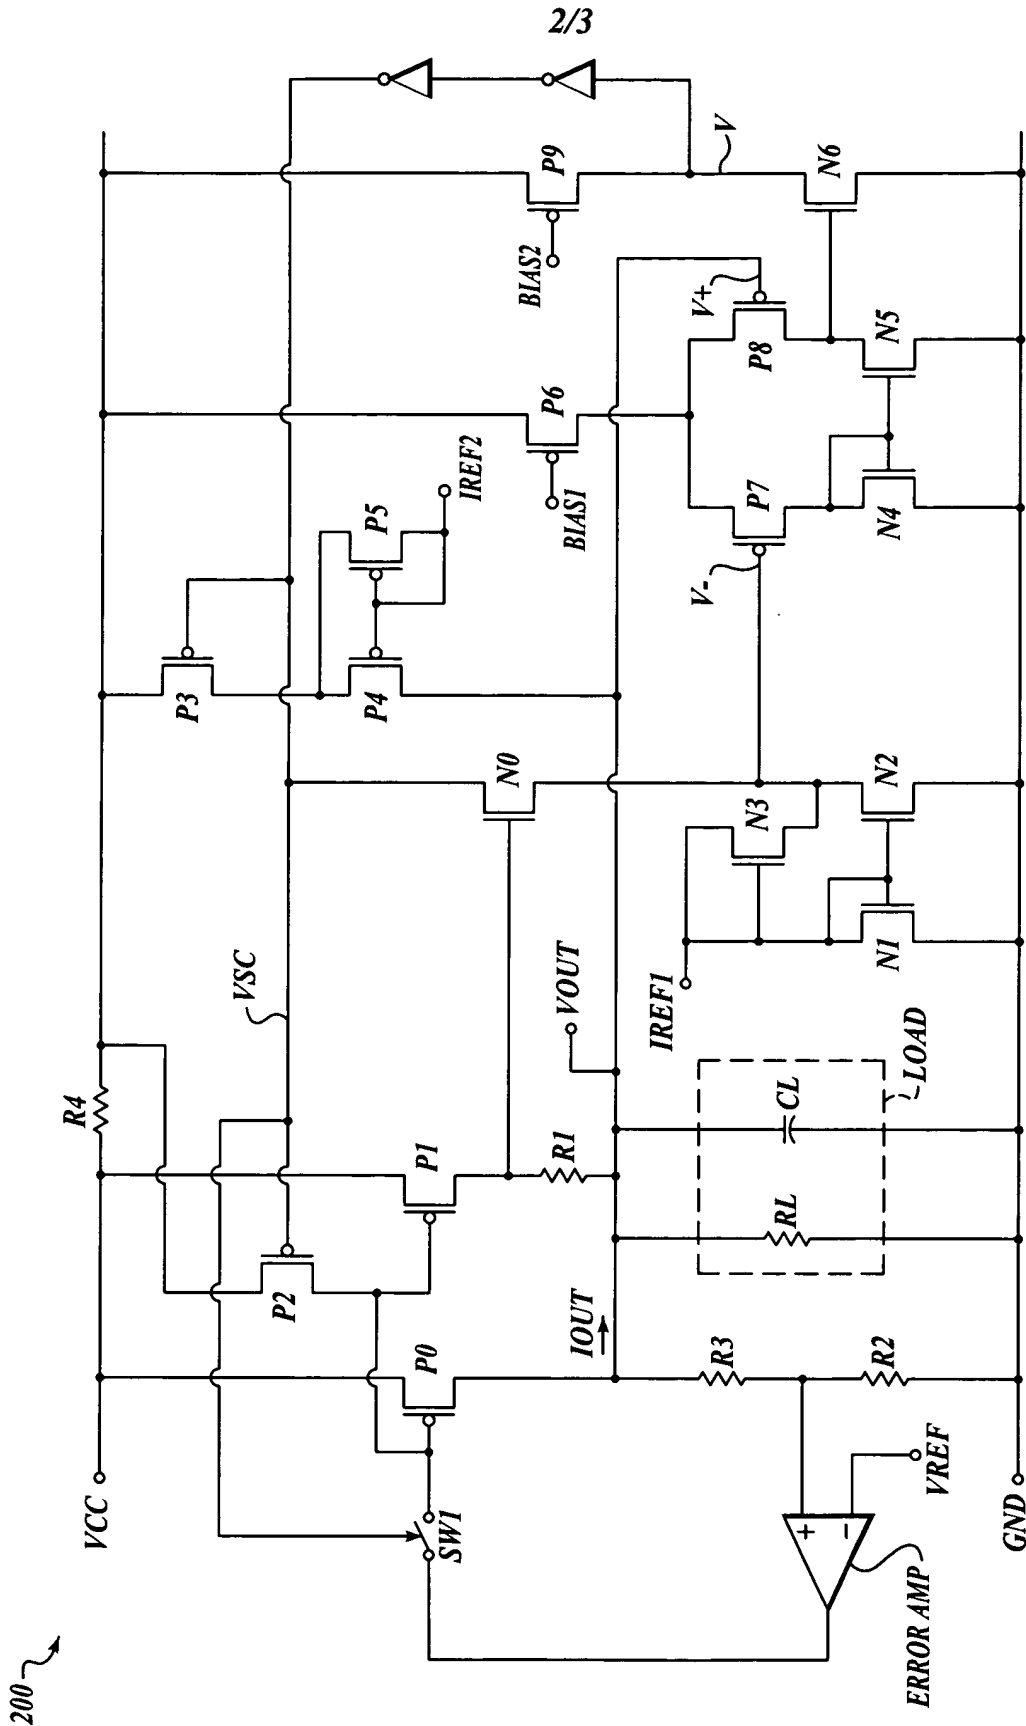 2/3
200
VCC
R4
VSC
P3
P5
IREF2
P4
P2
P0
P1
SW1
N0
P6
BIAS1
P9
BIAS2
V
IOUT
R1
VOUT
V+
V-
P7
P8
N6
IREF1
N3
N1
N2
N4
N5
R3
R2
RL
CL
LOAD
+
-
VREF
ERROR AMP
GND